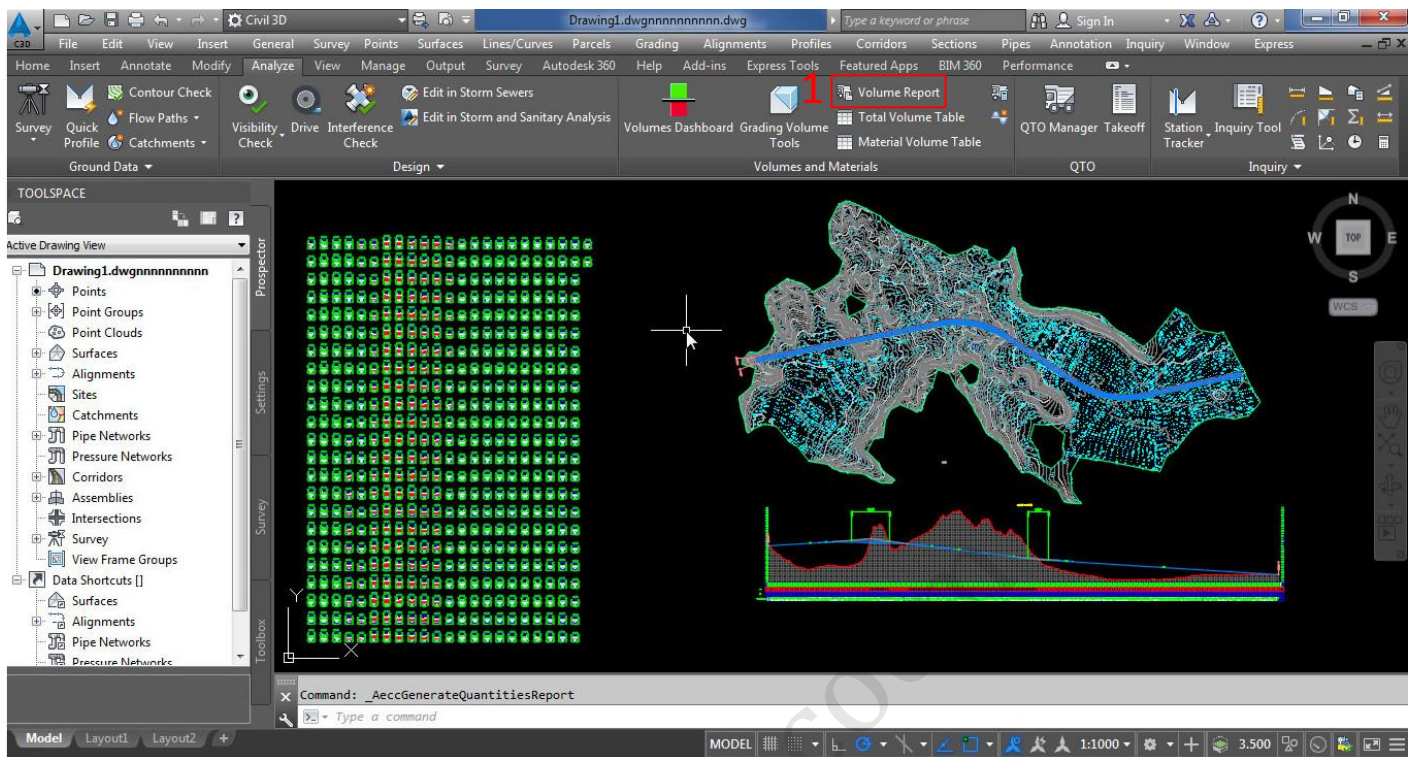 Civil 3D
Drawing1.dwgnnnnnnnnnn.dwg
Type a keyword or phrase
Sign In
C3D
File Edit View Insert General Survey Points Surfaces Lines/Curves Parcels Grading Alignments Profiles Corridors Sections Pipes Annotation Inquiry Window Express
Home Insert Annotate Modify Analyze View Manage Output Survey Autodesk 360 Help Add-ins Express Tools Featured Apps BIM 360 Performance
Survey
Quick Profile
Contour Check
Flow Paths
Catchments
Ground Data
Visibility Check
Drive
Interference Check
Edit in Storm Sewers
Edit in Storm and Sanitary Analysis
Design
Volumes Dashboard
Grading Volume Tools
1
Volume Report
Total Volume Table
Material Volume Table
Volumes and Materials
QTO Manager
Takeoff
QTO
Station Tracker
Inquiry Tool
Inquiry
TOOLSPACE
Active Drawing View
Drawing1.dwgnnnnnnnnnn
Points
Point Groups
Point Clouds
Surfaces
Alignments
Sites
Catchments
Pipe Networks
Pressure Networks
Corridors
Assemblies
Intersections
Survey
View Frame Groups
Data Shortcuts []
Surfaces
Alignments
Pipe Networks
Pressure Networks
Prospector
Settings
Survey
Toolbox
Y
X
N
W TOP E
S
WCS
Command: _AeccGenerateQuantitiesReport
Type a command
Model Layout1 Layout2 +
MODEL
1:1000
3.500